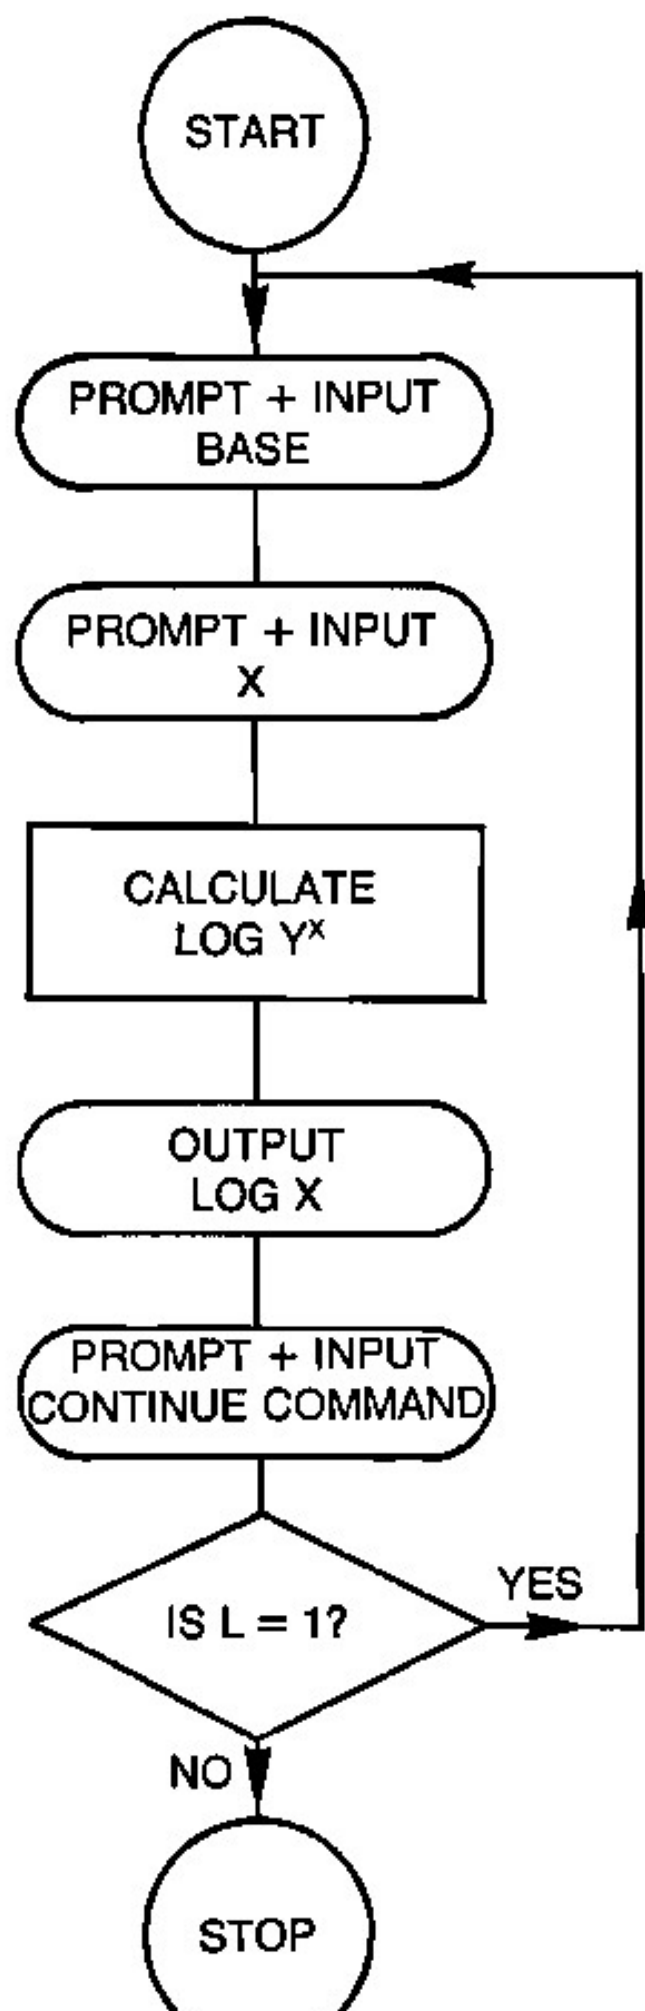 START
PROMPT + INPUT
BASE
PROMPT + INPUT
X
CALCULATE
LOG Yˣ
OUTPUT
LOG X
PROMPT + INPUT
CONTINUE COMMAND
IS L = 1?
YES
NO
STOP